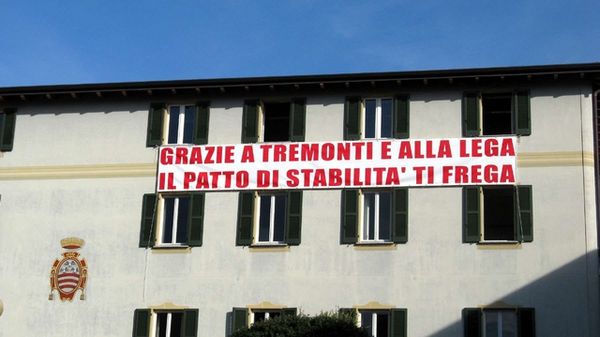 GRAZIE A TREMONTI E ALLA LEGA
IL PATTO DI STABILITA' TI FREGA